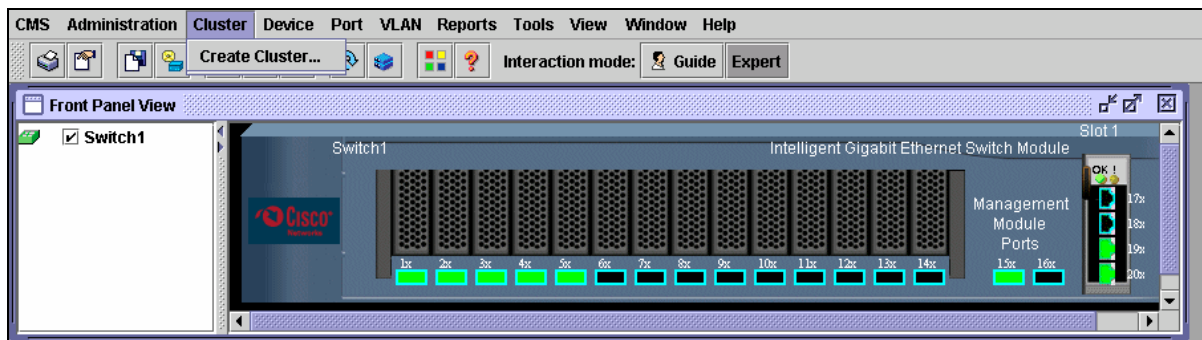 CMS Administration Cluster Device Port VLAN Reports Tools View Window Help
Create Cluster...
Interaction mode: Guide Expert
Front Panel View
Switch1
Switch1
Intelligent Gigabit Ethernet Switch Module
Slot 1
OK !
Cisco
Management
Module
Ports
1x 2x 3x 4x 5x 6x 7x 8x 9x 10x 11x 12x 13x 14x
15x 16x
17x
18x
19x
20x